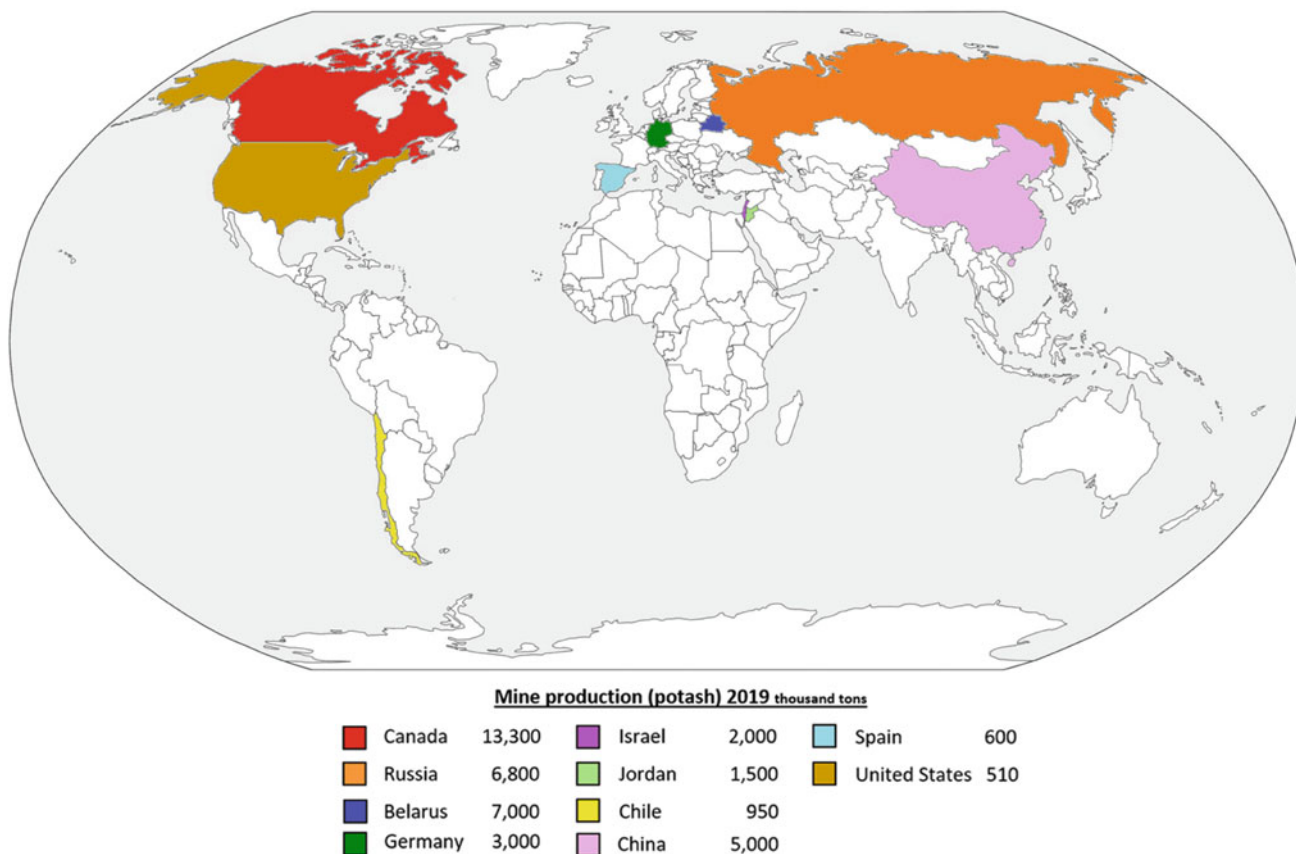 Mine production (potash) 2019 thousand tons
Canada 13,300
Russia 6,800
Belarus 7,000
Germany 3,000
Israel 2,000
Jordan 1,500
Chile 950
China 5,000
Spain 600
United States 510